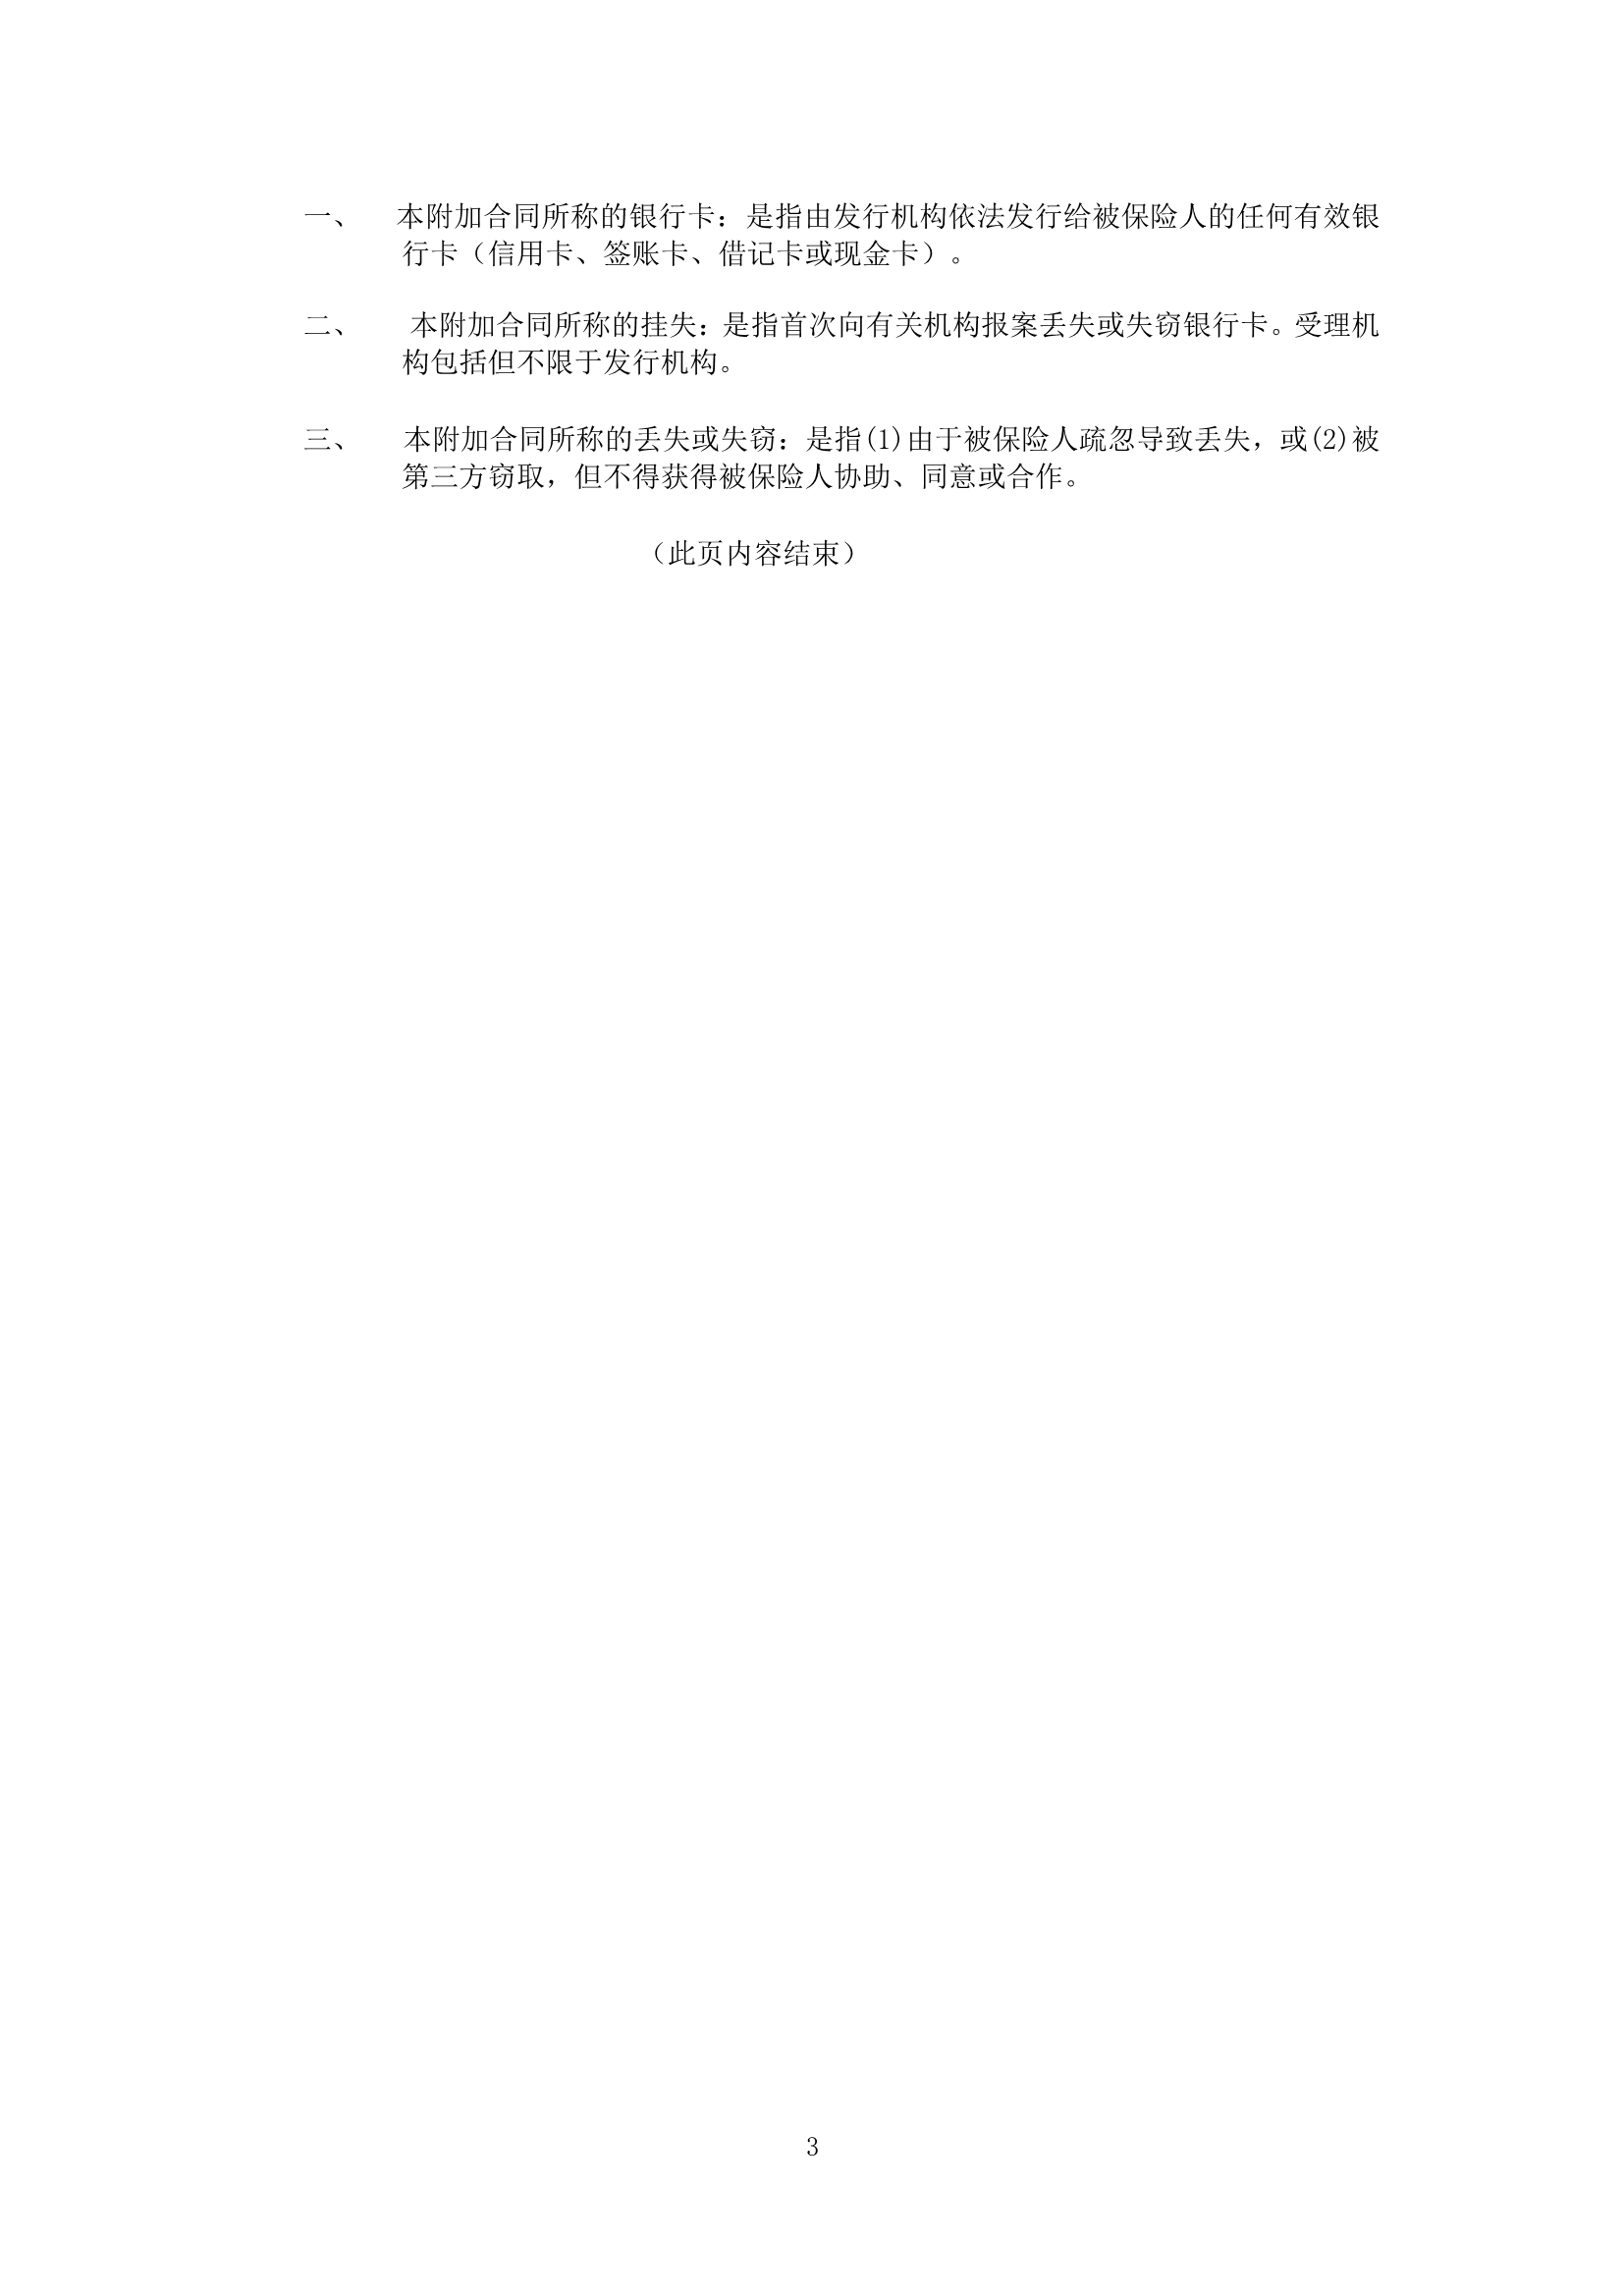 一、 本附加合同所称的银行卡：是指由发行机构依法发行给被保险人的任何有效银
行卡（信用卡、签账卡、借记卡或现金卡）。
二、 本附加合同所称的挂失：是指首次向有关机构报案丢失或失窃银行卡。受理机
构包括但不限于发行机构。
三、 本附加合同所称的丢失或失窃：是指(1)由于被保险人疏忽导致丢失，或(2)被
第三方窃取，但不得获得被保险人协助、同意或合作。
（此页内容结束）
3